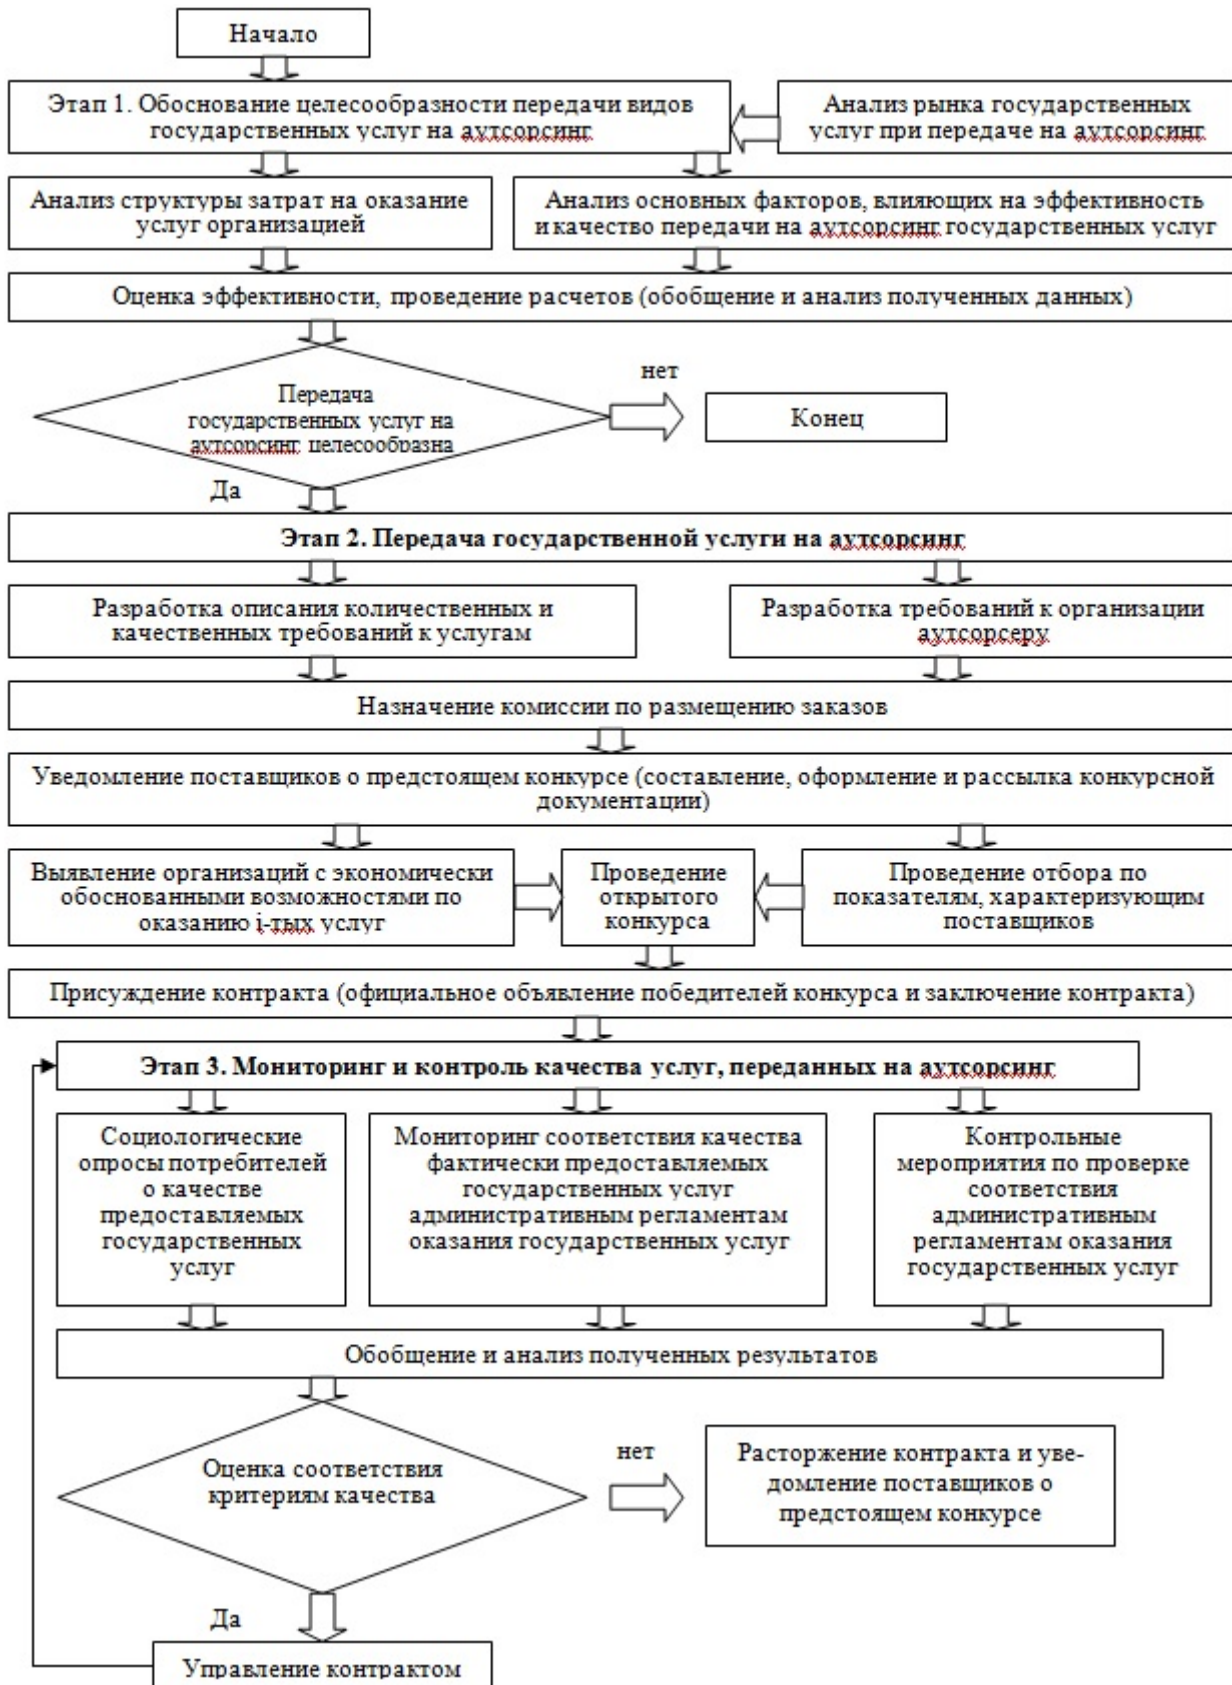 Начало
Этап 1. Обоснование целесообразности передачи видов
государственных услуг на аутсорсинг
Анализ рынка государственных
услуг при передаче на аутсорсинг
Анализ структуры затрат на оказание
услуг организацией
Анализ основных факторов, влияющих на эффективность
и качество передачи на аутсорсинг государственных услуг
Оценка эффективности, проведение расчетов (обобщение и анализ полученных данных)
Передача
государственных услуг на
аутсорсинг целесообразна
нет
Конец
Да
Этап 2. Передача государственной услуги на аутсорсинг
Разработка описания количественных и
качественных требований к услугам
Разработка требований к организации
аутсорсеру
Назначение комиссии по размещению заказов
Уведомление поставщиков о предстоящем конкурсе (составление, оформление и рассылка конкурсной
документации)
Выявление организаций с экономически
обоснованными возможностями по
оказанию i-тых услуг
Проведение
открытого
конкурса
Проведение отбора по
показателям, характеризующим
поставщиков
Присуждение контракта (официальное объявление победителей конкурса и заключение контракта)
Этап 3. Мониторинг и контроль качества услуг, переданных на аутсорсинг
Социологические
опросы потребителей
о качестве
предоставляемых
государственных
услуг
Мониторинг соответствия качества
фактически предоставляемых
государственных услуг
административным регламентам
оказания государственных услуг
Контрольные
мероприятия по проверке
соответствия
административным
регламентам оказания
государственных услуг
Обобщение и анализ полученных результатов
Оценка соответствия
критериям качества
нет
Расторжение контракта и уве-
домление поставщиков о
предстоящем конкурсе
Да
Управление контрактом